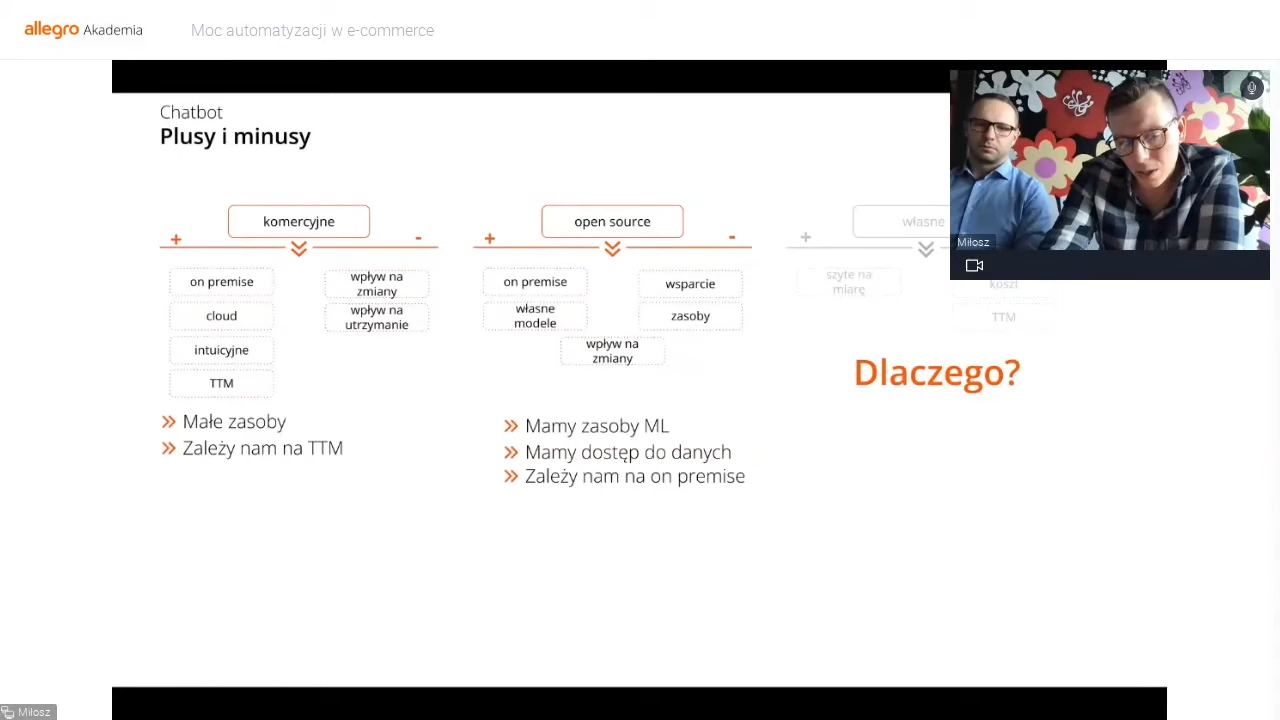 allegro Akademia
Moc automatyzacji w e-commerce
Chatbot
Plusy i minusy
komercyjne
+
-
on premise
cloud
intuicyjne
TTM
wpływ na
zmiany
wpływ na
utrzymanie
Małe zasoby
Zależy nam na TTM
open source
+
-
on premise
własne
modele
wsparcie
zasoby
wpływ na
zmiany
Mamy zasoby ML
Mamy dostęp do danych
Zależy nam na on premise
własne
+
szyte na
miarę
koszt
TTM
Dlaczego?
Miłosz
Miłosz